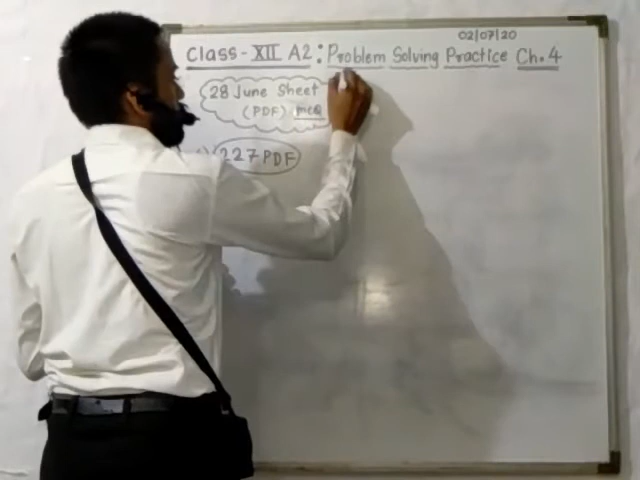 02/07/20
Class - XII A2 : Problem Solving Practice Ch. 4
28 June Sheet
(PDF) MCQ
227 PDF